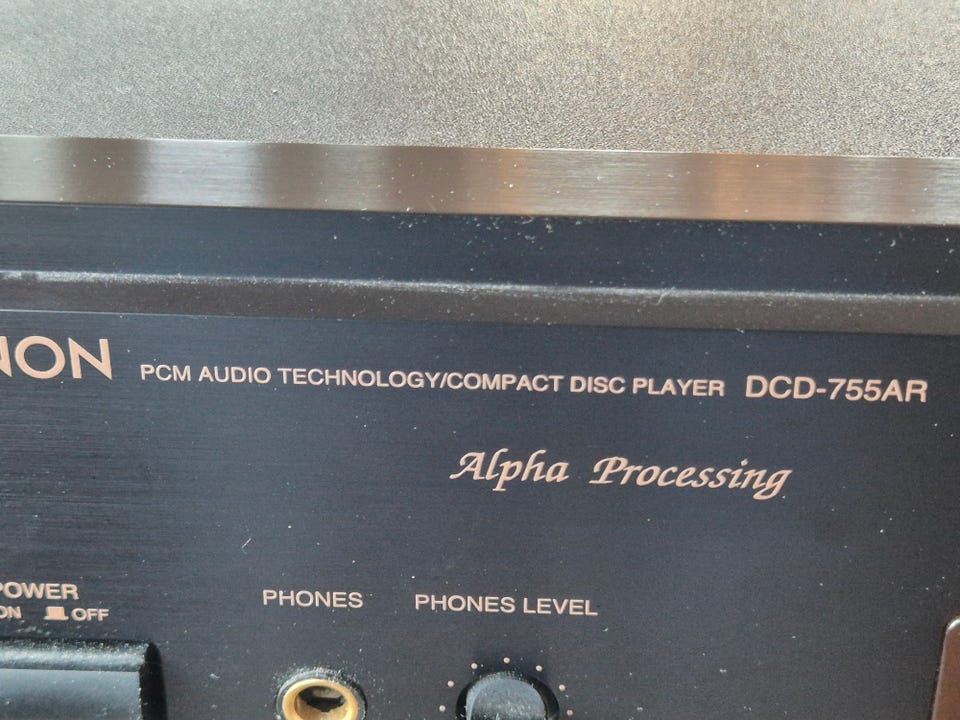 NON PCM AUDIO TECHNOLOGY/COMPACT DISC PLAYER DCD-755AR
Alpha Processing
POWER
ON OFF
PHONES
PHONES LEVEL